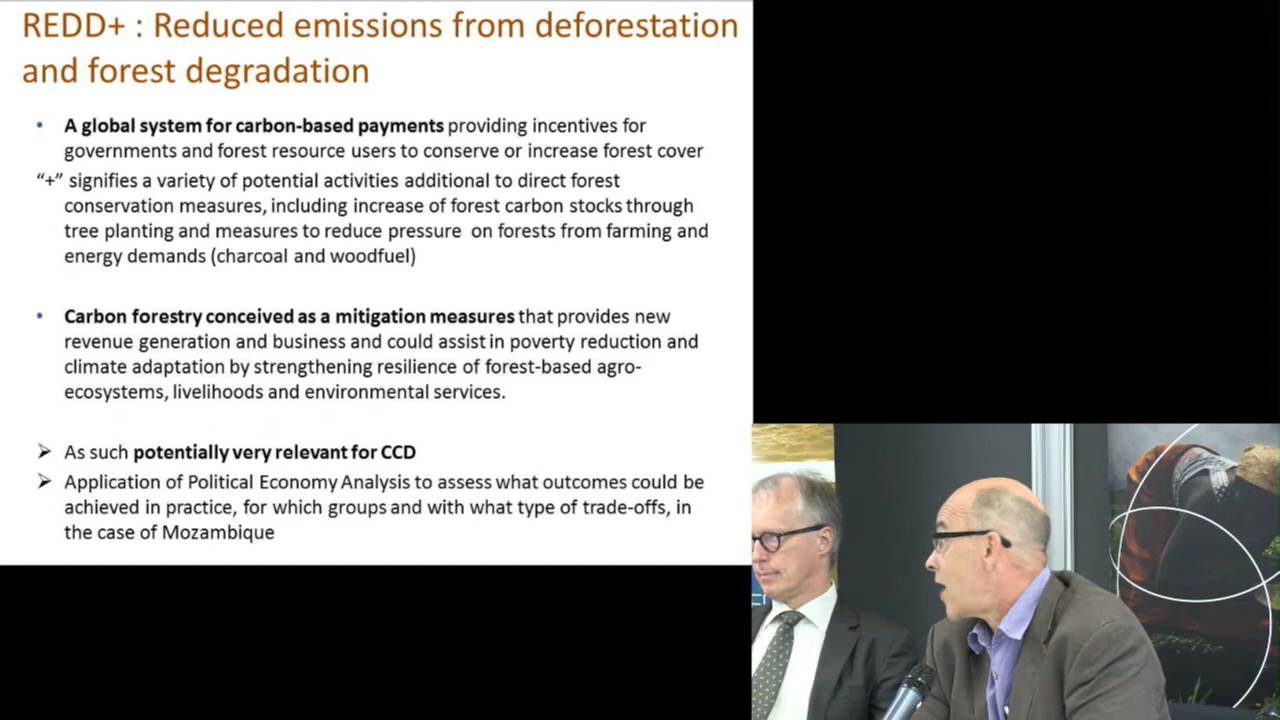 REDD+ : Reduced emissions from deforestation
and forest degradation
• A global system for carbon-based payments providing incentives for
governments and forest resource users to conserve or increase forest cover
“+” signifies a variety of potential activities additional to direct forest
conservation measures, including increase of forest carbon stocks through
tree planting and measures to reduce pressure on forests from farming and
energy demands (charcoal and woodfuel)
• Carbon forestry conceived as a mitigation measures that provides new
revenue generation and business and could assist in poverty reduction and
climate adaptation by strengthening resilience of forest-based agro-
ecosystems, livelihoods and environmental services.
➢ As such potentially very relevant for CCD
➢ Application of Political Economy Analysis to assess what outcomes could be
achieved in practice, for which groups and with what type of trade-offs, in
the case of Mozambique